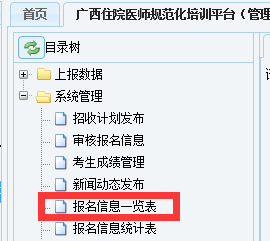 首页 广西住院医师规范化培训平台（管理
目录树
上报数据
系统管理
招收计划发布
审核报名信息
考生成绩管理
新闻动态发布
报名信息一览表
报名信息统计表